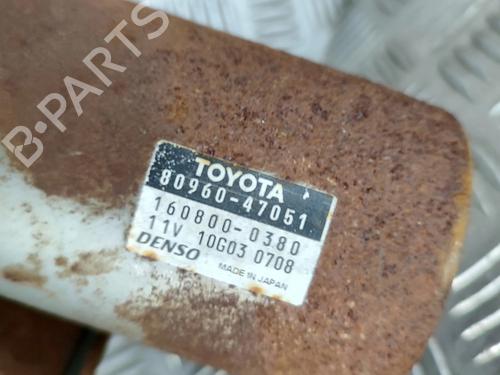 B-PARTS
TOYOTA
80960-47051
160800-0380
11V 10G03 0708
DENSO MADE IN JAPAN